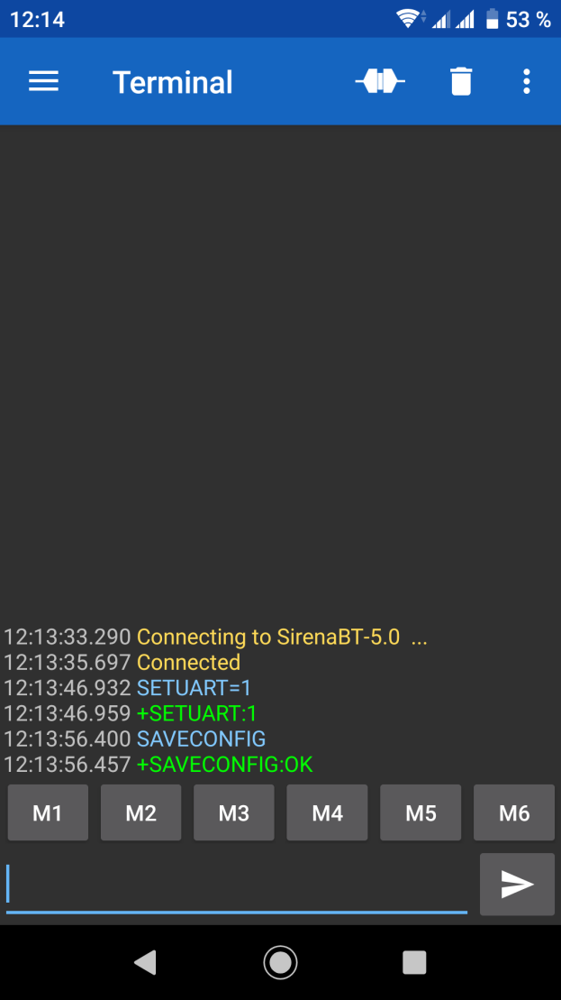 12:14
53 %
Terminal
12:13:33.290 Connecting to SirenaBT-5.0 ...
12:13:35.697 Connected
12:13:46.932 SETUART=1
12:13:46.959 +SETUART:1
12:13:56.400 SAVECONFIG
12:13:56.457 +SAVECONFIG:OK
M1 M2 M3 M4 M5 M6